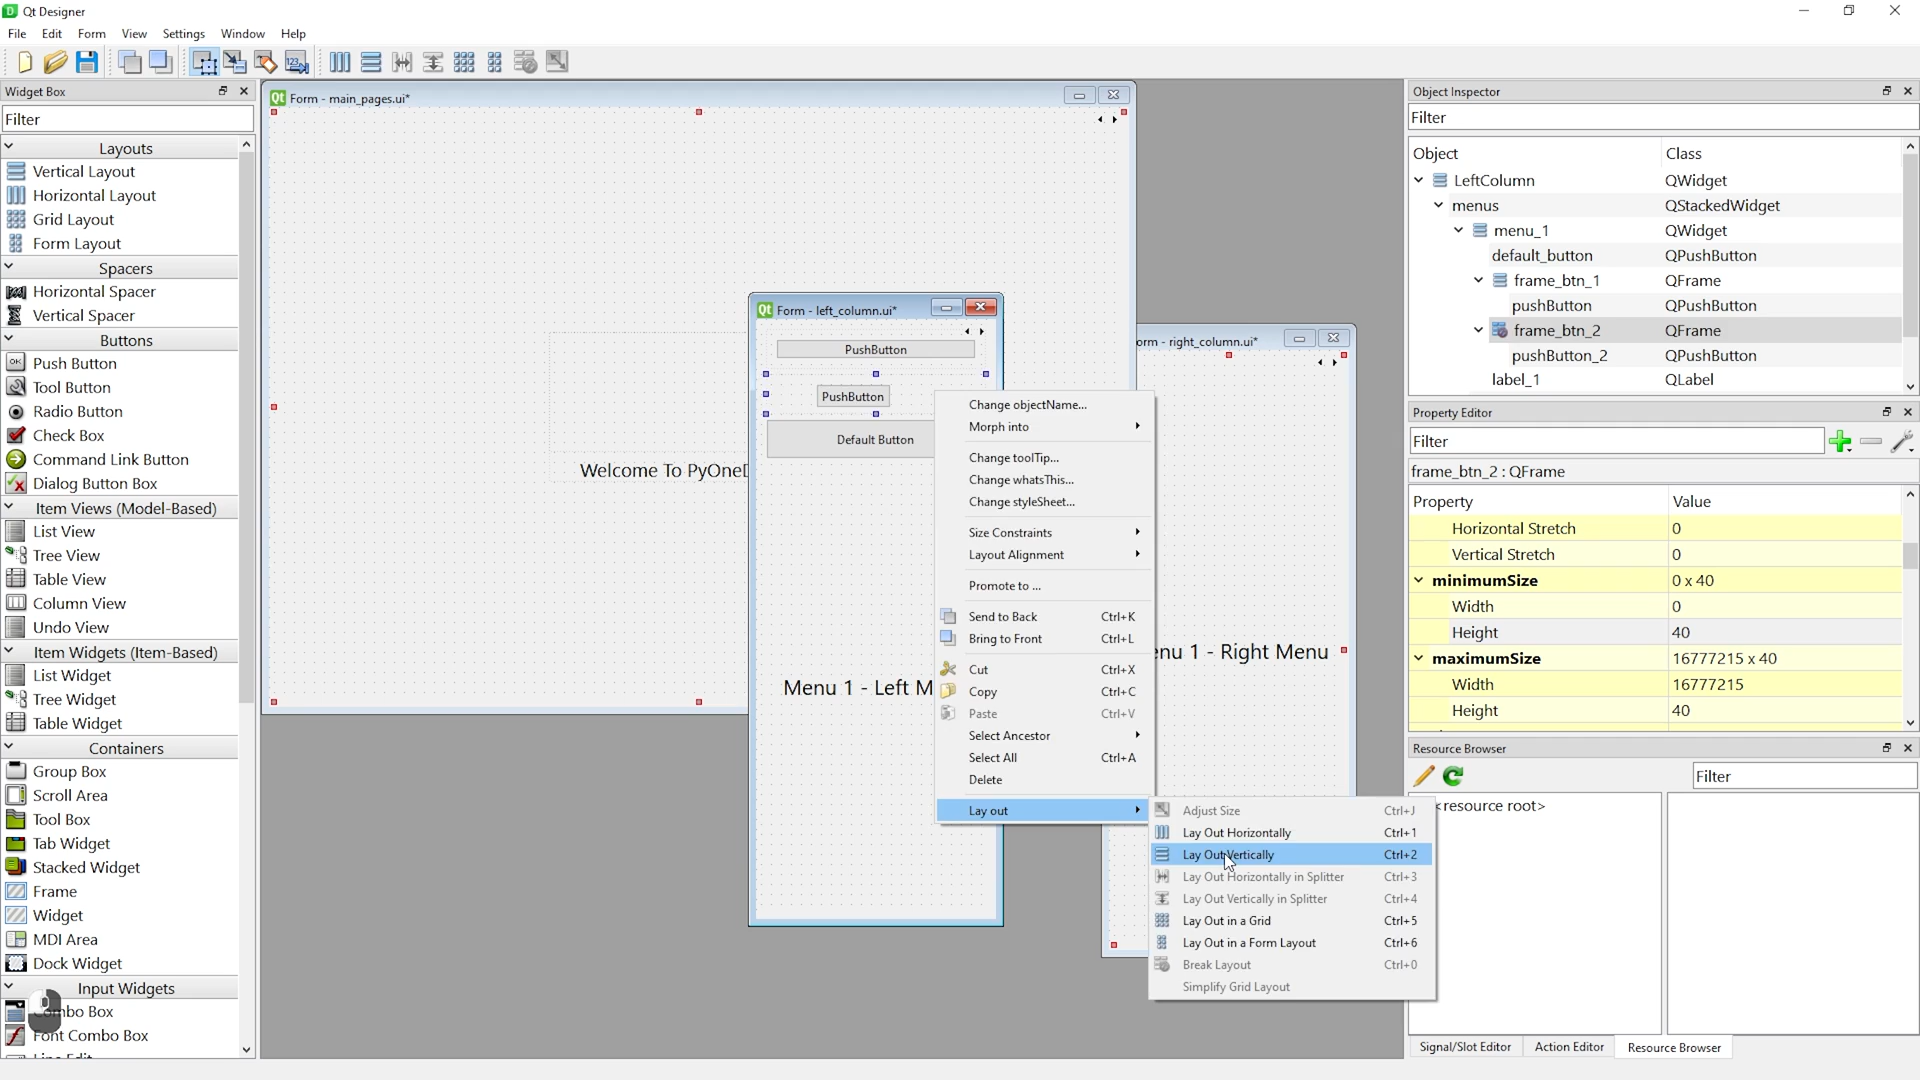 Qt Designer
File Edit Form View Settings Window Help
Widget Box
Filter
Layouts
Vertical Layout
Horizontal Layout
Grid Layout
Form Layout
Spacers
Horizontal Spacer
Vertical Spacer
Buttons
Push Button
Tool Button
Radio Button
Check Box
Command Link Button
Dialog Button Box
Item Views (Model-Based)
List View
Tree View
Table View
Column View
Undo View
Item Widgets (Item-Based)
List Widget
Tree Widget
Table Widget
Containers
Group Box
Scroll Area
Tool Box
Tab Widget
Stacked Widget
Frame
Widget
MDI Area
Dock Widget
Input Widgets
ombo Box
Font Combo Box
Form - main_pages.ui*
Welcome To PyOneD
Form - left_column.ui*
PushButton
PushButton
Default Button
Menu 1 - Left M
orm - right_column.ui*
enu 1 - Right Menu
Change objectName...
Morph into
Change toolTip...
Change whatsThis...
Change styleSheet...
Size Constraints
Layout Alignment
Promote to ...
Send to Back Ctrl+K
Bring to Front Ctrl+L
Cut Ctrl+X
Copy Ctrl+C
Paste Ctrl+V
Select Ancestor
Select All Ctrl+A
Delete
Lay out
Adjust Size Ctrl+J
Lay Out Horizontally Ctrl+1
Lay Out Vertically Ctrl+2
Lay Out Horizontally in Splitter Ctrl+3
Lay Out Vertically in Splitter Ctrl+4
Lay Out in a Grid Ctrl+5
Lay Out in a Form Layout Ctrl+6
Break Layout Ctrl+0
Simplify Grid Layout
Object Inspector
Filter
Object Class
LeftColumn QWidget
menus QStackedWidget
menu_1 QWidget
default_button QPushButton
frame_btn_1 QFrame
pushButton QPushButton
frame_btn_2 QFrame
pushButton_2 QPushButton
label_1 QLabel
Property Editor
Filter
frame_btn_2 : QFrame
Property Value
Horizontal Stretch 0
Vertical Stretch 0
minimumSize 0 x 40
Width 0
Height 40
maximumSize 16777215 x 40
Width 16777215
Height 40
Resource Browser
Filter
<resource root>
Signal/Slot Editor Action Editor Resource Browser